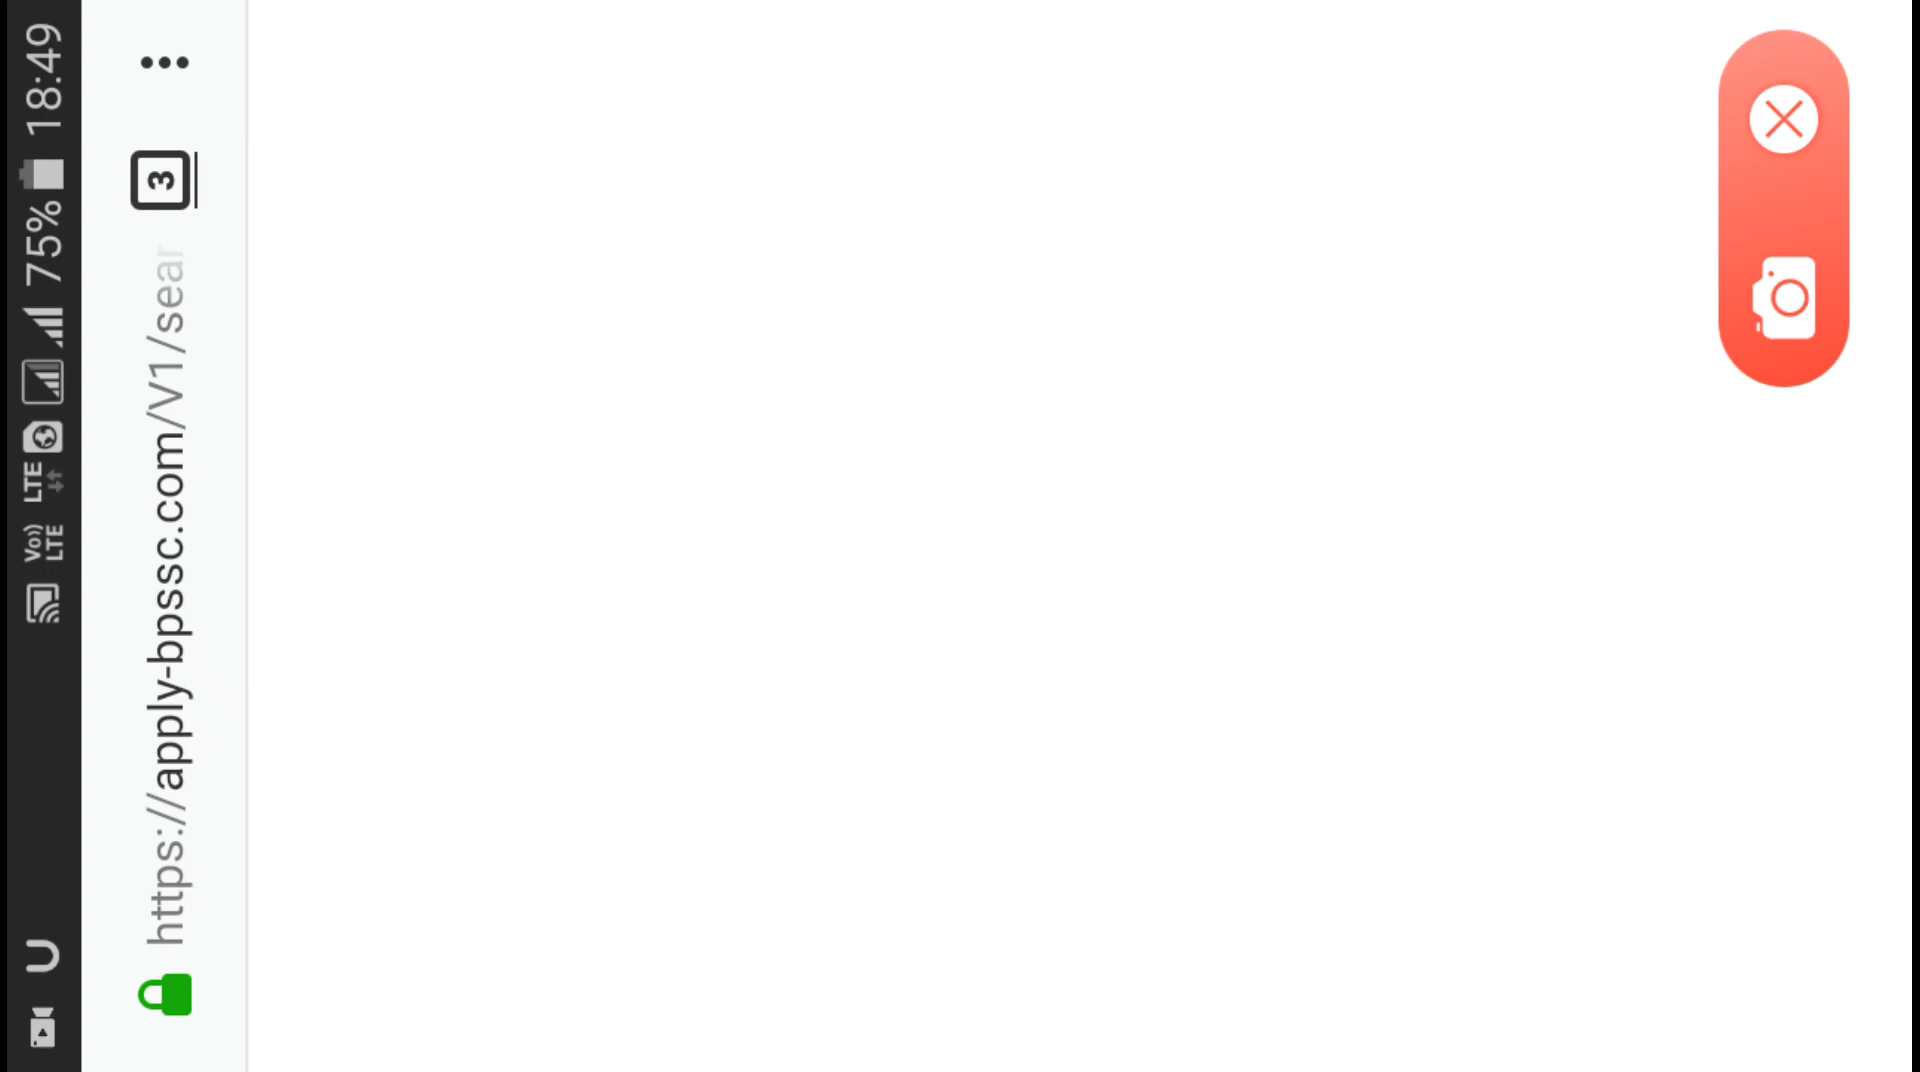 Vo)) LTE LTE 75% 18:49
https://apply-bpssc.com/V1/sear 3